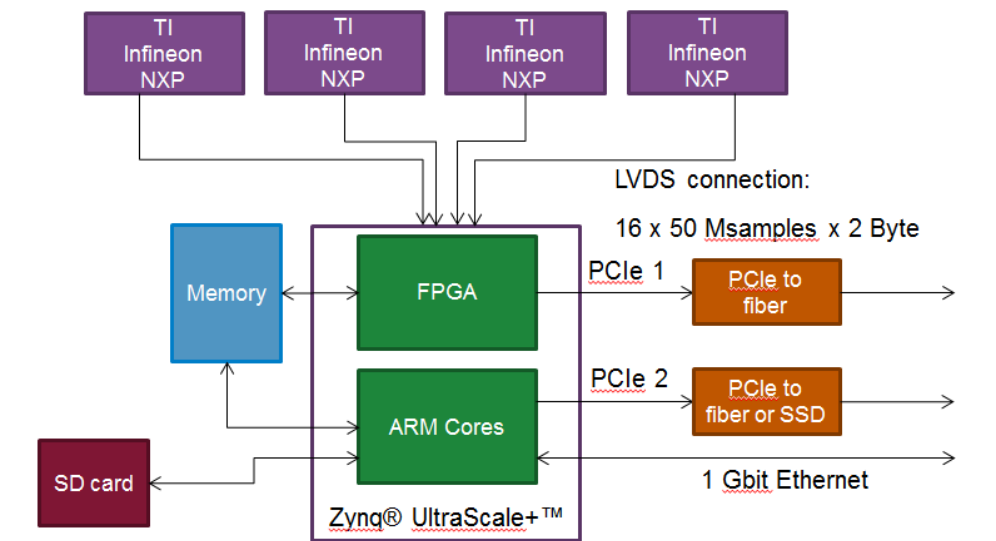 TI
Infineon
NXP
TI
Infineon
NXP
TI
Infineon
NXP
TI
Infineon
NXP
LVDS connection:
16 x 50 Msamples x 2 Byte
Memory
FPGA
PCIe 1
PCIe to
fiber
ARM Cores
PCIe 2
PCIe to
fiber or SSD
SD card
1 Gbit Ethernet
Zynq® UltraScale+™